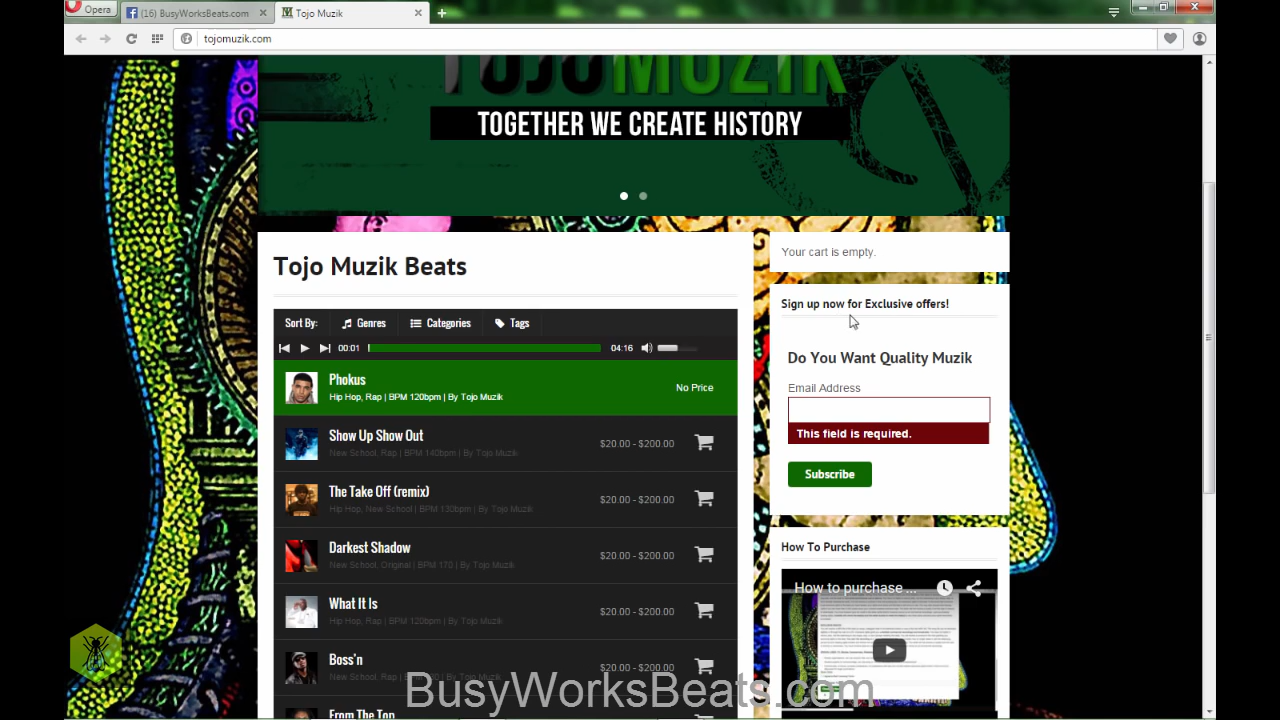 Opera
(16) BusyWorksBeats.com
Tojo Muzik
tojomuzik.com
TOJOMUZIK
TOGETHER WE CREATE HISTORY
Tojo Muzik Beats
Sort By:
Genres
Categories
Tags
00:01
04:16
Phokus
Hip Hop, Rap | BPM 120bpm | By Tojo Muzik
No Price
Show Up Show Out
New School, Rap | BPM 140bpm | By Tojo Muzik
$20.00 - $200.00
The Take Off (remix)
Hip Hop, New School | BPM 130bpm | By Tojo Muzik
$20.00 - $200.00
Darkest Shadow
New School, Original | BPM 170 | By Tojo Muzik
$20.00 - $200.00
What It Is
Hip Hop, Rap | BPM 120bpm | By Tojo Muzik
$20.00 - $200.00
Boss'n
$20.00 - $200.00
From The Top
Your cart is empty.
Sign up now for Exclusive offers!
Do You Want Quality Muzik
Email Address
This field is required.
Subscribe
How To Purchase
How to purchase ...
BusyWorksBeats.com